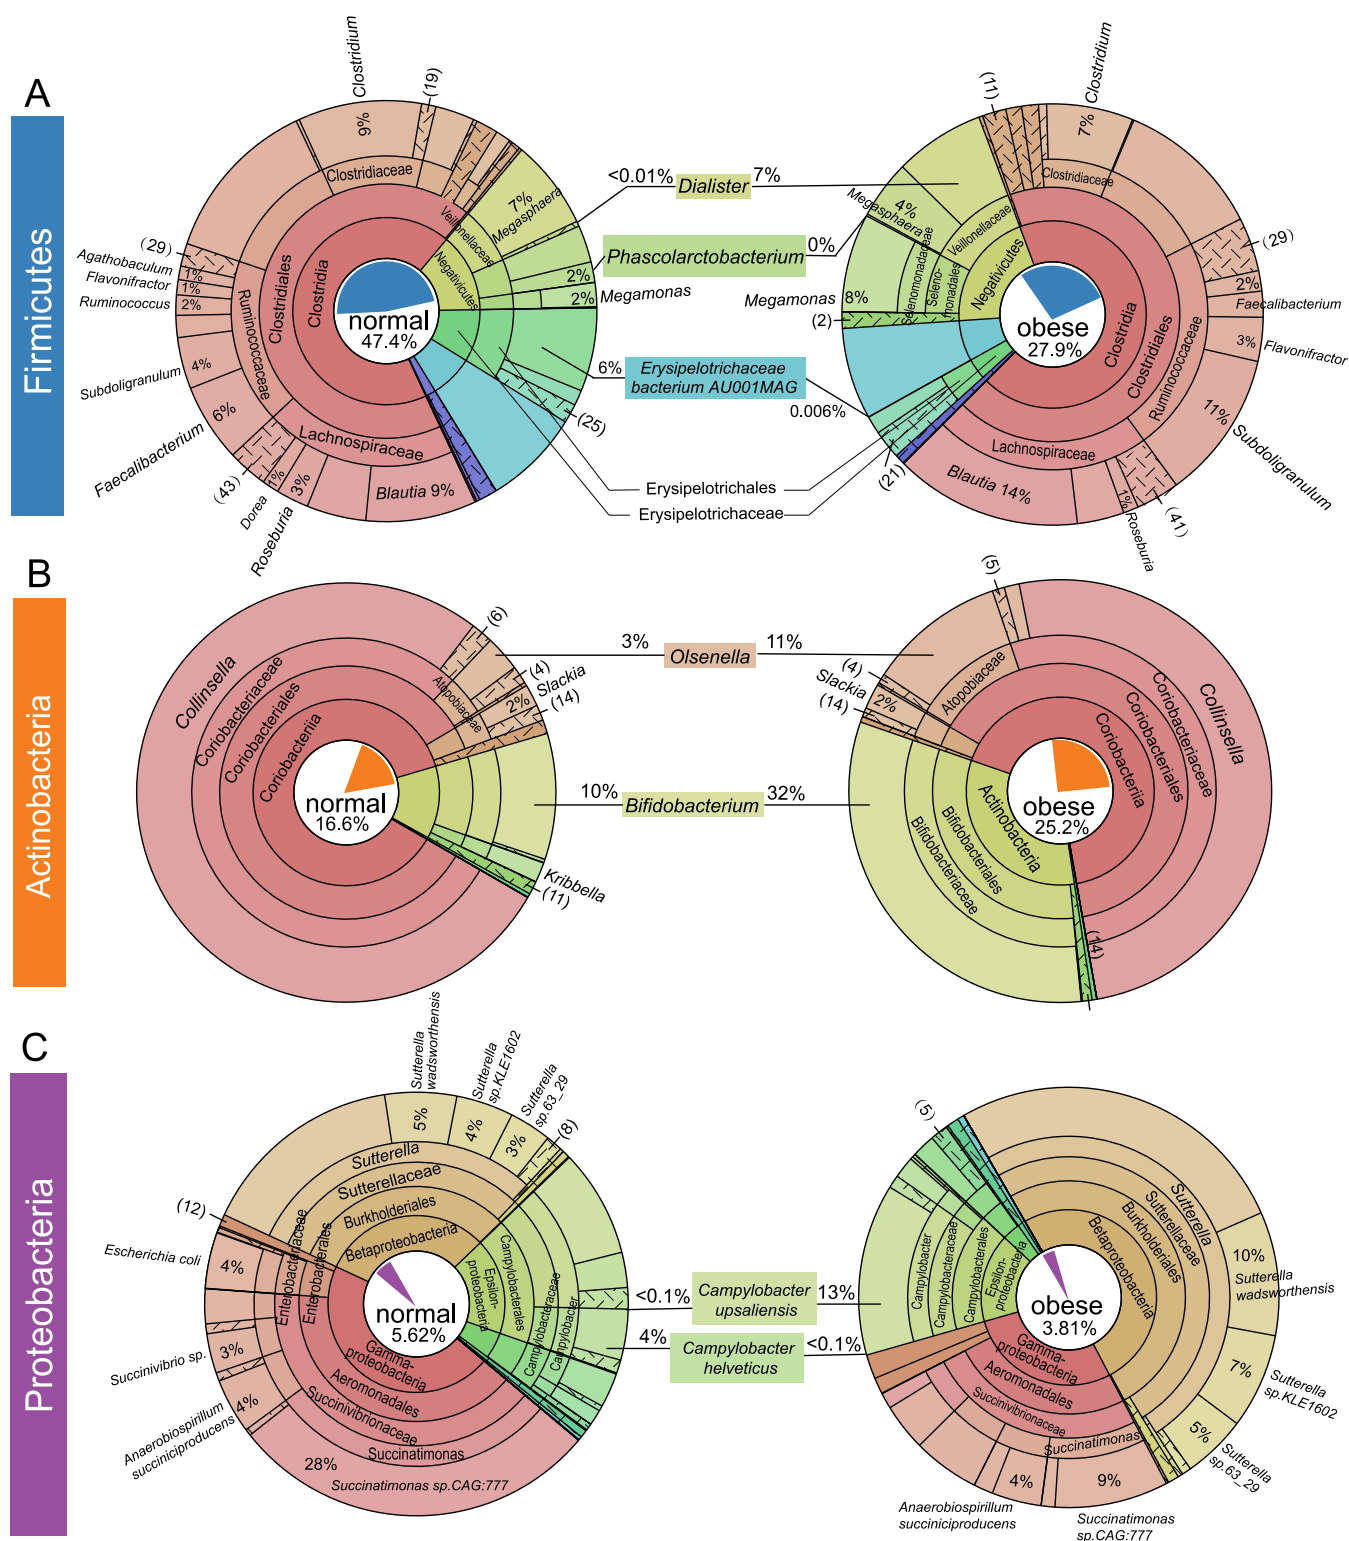 A
Firmicutes
Clostridium
9%
(19)
Clostridiaceae
Veillonellaceae
7%
Megasphaera
Negativicutes
Clostridiales
Clostridia
(29)
Agathobaculum
1%
Flavonifractor
1%
Ruminococcus
2%
Ruminococcaceae
Subdoligranulum
4%
Faecalibacterium
6%
(43)
Dorea
1%
Roseburia
3%
Lachnospiraceae
Blautia 9%
normal
47.4%
2%
2%
Megamonas
(25)
<0.01%
Dialister
7%
Phascolarctobacterium
0%
6%
Erysipelotrichaceae
bacterium AU001MAG
0.006%
Erysipelotrichales
Erysipelotrichaceae
(11)
Clostridium
7%
Clostridiaceae
Megasphaera
4%
Veillonellaceae
Negativicutes
Selenomonadaceae
Seleno-
monadales
Megamonas
8%
(2)
obese
27.9%
Clostridia
Clostridiales
Ruminococcaceae
(29)
2%
Faecalibacterium
3%
Flavonifractor
11%
Subdoligranulum
Lachnospiraceae
Blautia 14%
1%
Roseburia
(41)
(21)
B
Actinobacteria
Collinsella
Coriobacteriaceae
Coriobacteriales
Coriobacteriia
Atopobiaceae
(6)
(4)
Slackia
2%
(14)
normal
16.6%
Kribbella
(11)
3%
Olsenella
11%
10%
Bifidobacterium
32%
(5)
(4)
Slackia
2%
(14)
Atopobiaceae
Coriobacteriia
Coriobacteriales
Coriobacteriaceae
Collinsella
obese
25.2%
Actinobacteria
Bifidobacteriales
Bifidobacteriaceae
(14)
C
Proteobacteria
Sutterella
wadsworthensis
5%
Sutterella
sp.KLE1602
4%
Sutterella
sp.63_29
3%
(8)
Sutterella
Sutterellaceae
Burkholderiales
Betaproteobacteria
(12)
Escherichia coli
4%
Enterobacteriaceae
Enterobacterales
Succinivibrio sp.
3%
Anaerobiospirillum
succiniciproducens
4%
Gamma-
proteobacteria
Aeromonadales
Succinivibrionaceae
Succinatimonas
28%
Succinatimonas sp.CAG:777
normal
5.62%
Epsilon-
proteobacteria
Campylobacterales
Campylobacteraceae
Campylobacter
<0.1%
Campylobacter
upsaliensis
13%
4%
Campylobacter
helveticus
<0.1%
(5)
Campylobacter
Campylobacteraceae
Campylobacterales
Epsilon-
proteobacteria
Betaproteobacteria
Burkholderiales
Sutterellaceae
Sutterella
10%
Sutterella
wadsworthensis
7%
Sutterella
sp.KLE1602
5%
Sutterella
sp.63_29
obese
3.81%
Gamma-
proteobacteria
Aeromonadales
Succinivibrionaceae
Succinatimonas
4%
9%
Anaerobiospirillum
succiniciproducens
Succinatimonas
sp.CAG:777